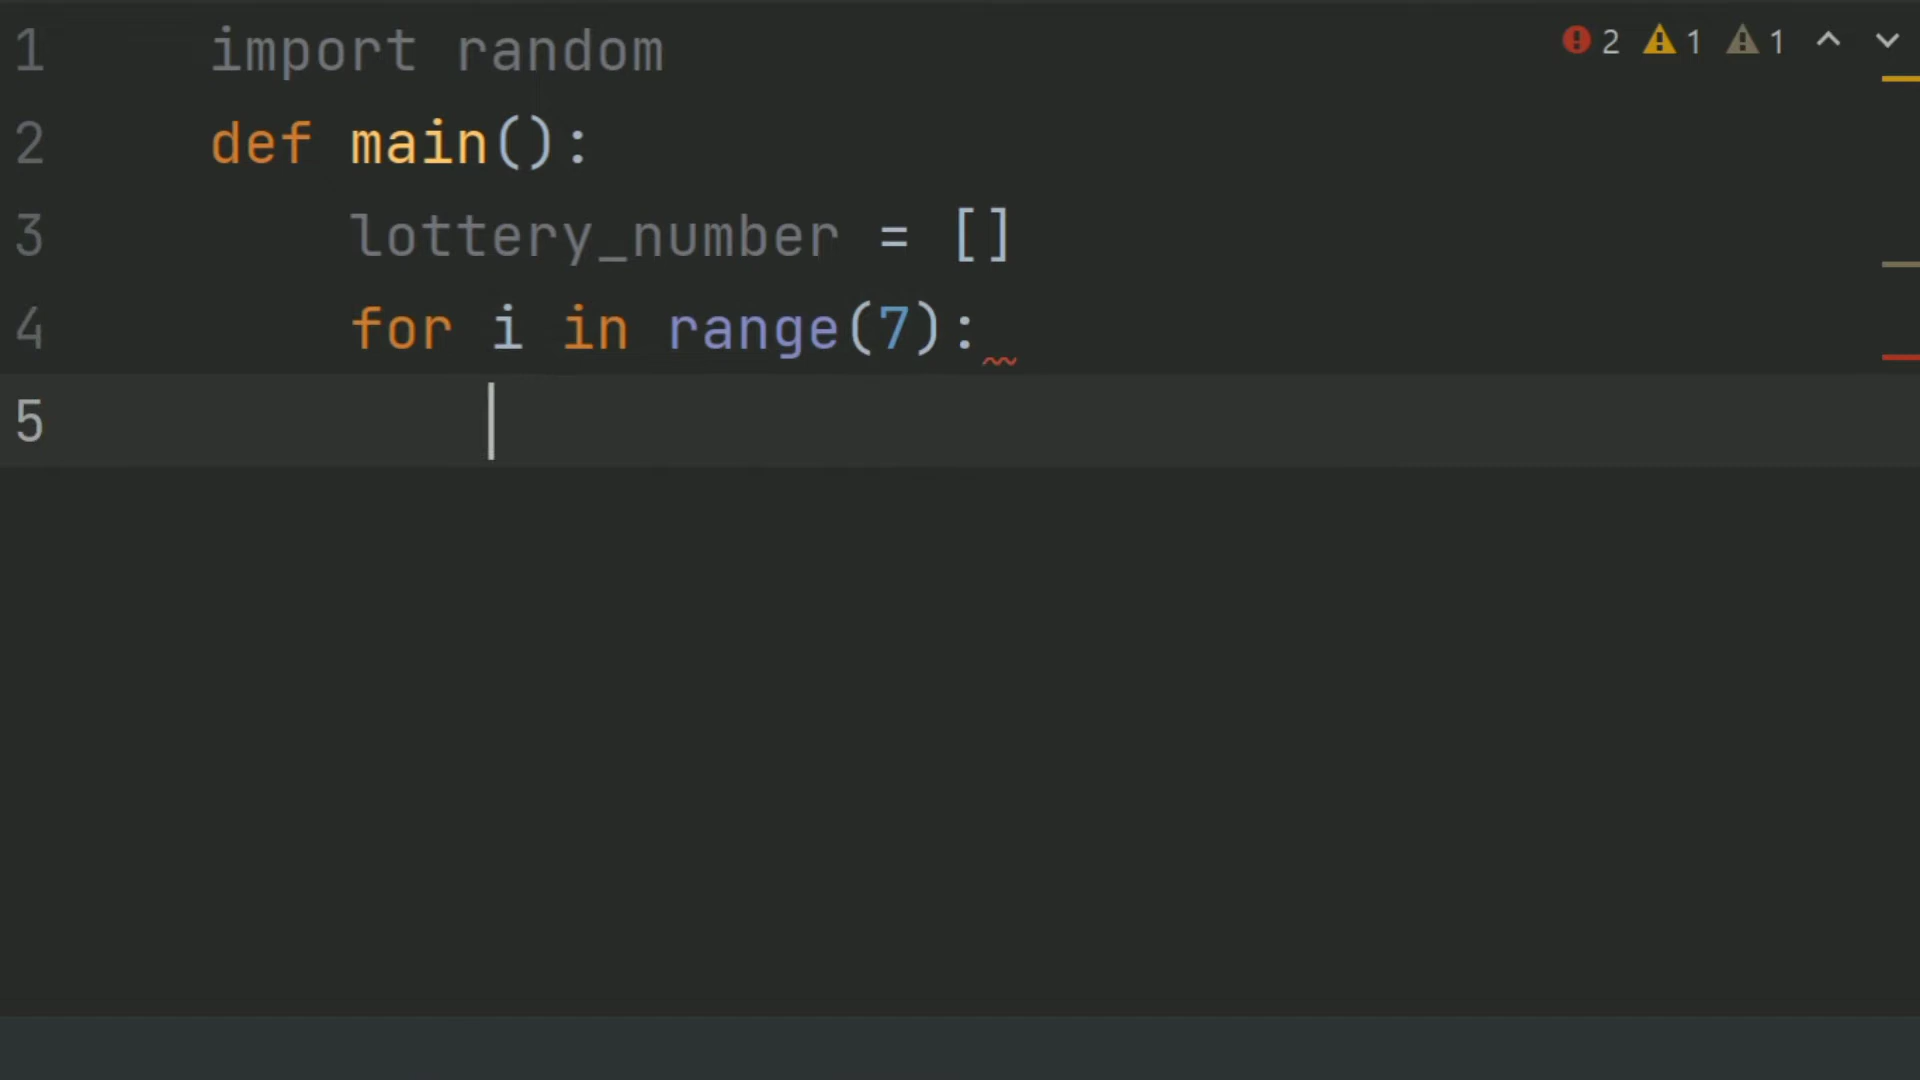 1 import random
2 def main():
3 lottery_number = []
4 for i in range(7):
5
2 1 1